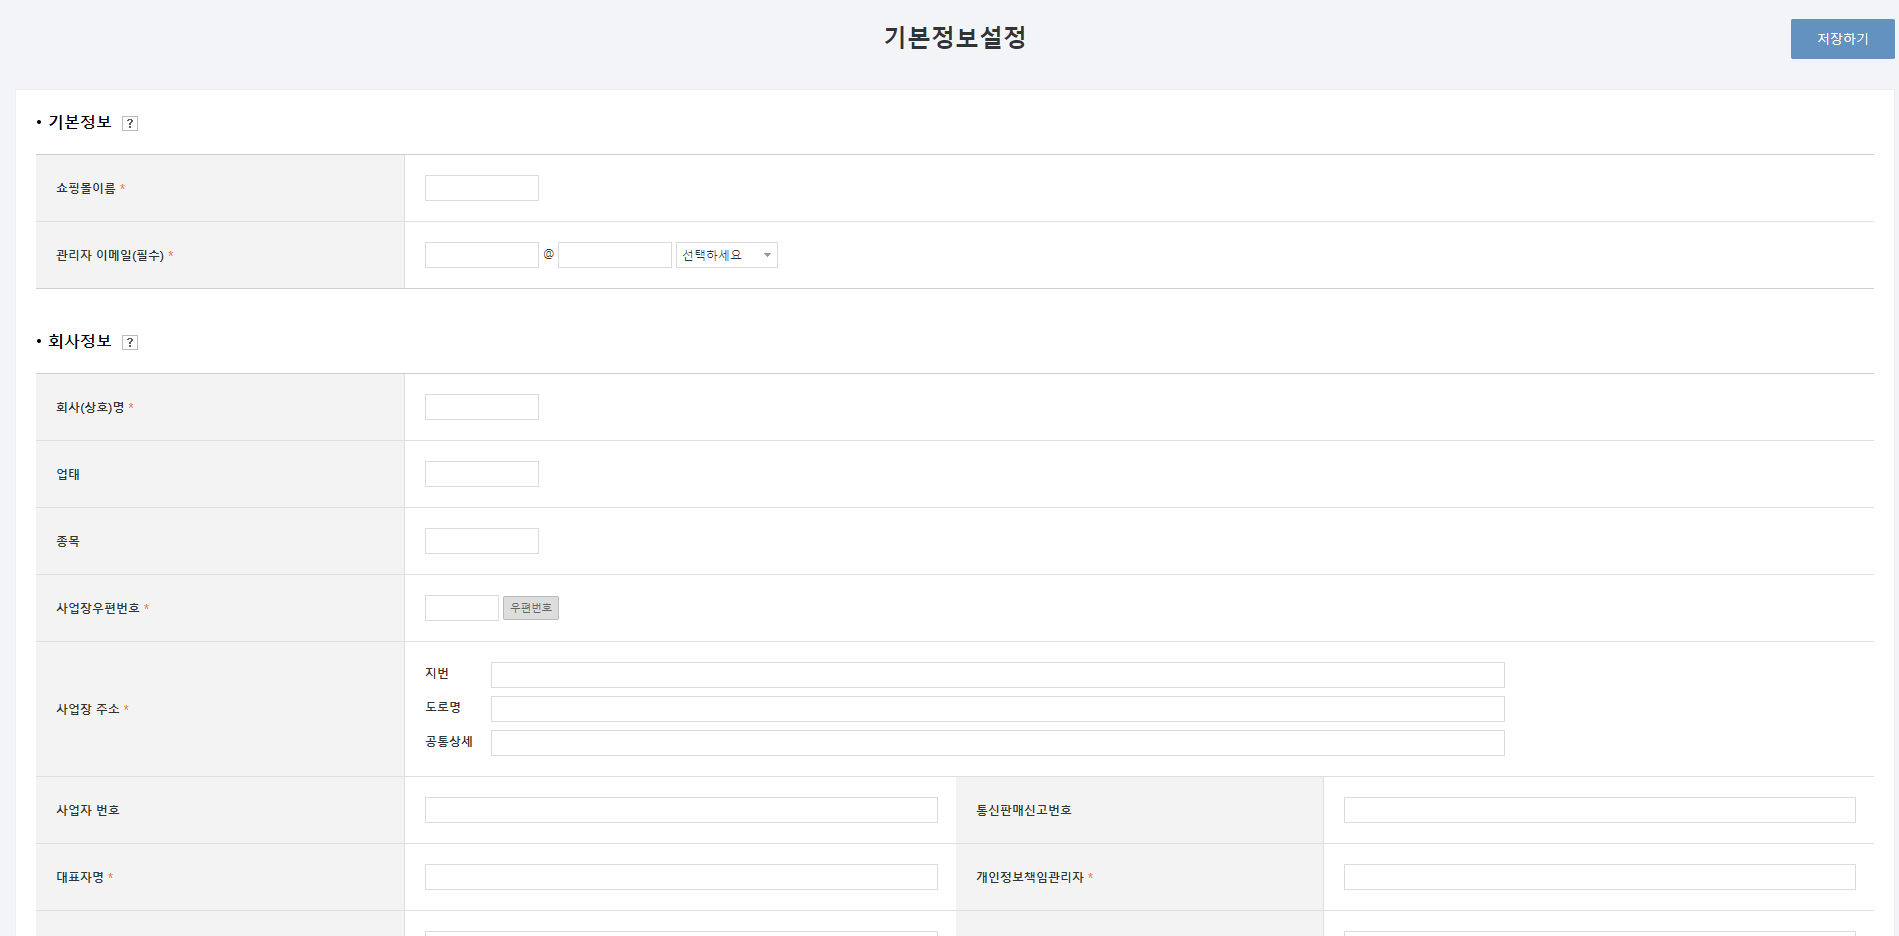 기본정보설정
저장하기
• 기본정보 ?
쇼핑몰이름 *
관리자 이메일(필수) *
@ 선택하세요
• 회사정보 ?
회사(상호)명 *
업태
종목
사업장우편번호 *
우편번호
사업장 주소 *
지번
도로명
공통상세
사업자 번호
통신판매신고번호
대표자명 *
개인정보책임관리자 *